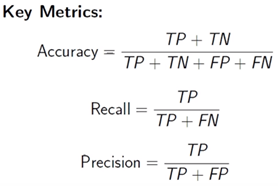 Key Metrics:
Accuracy = TP + TN / TP + TN + FP + FN
Recall = TP / TP + FN
Precision = TP / TP + FP